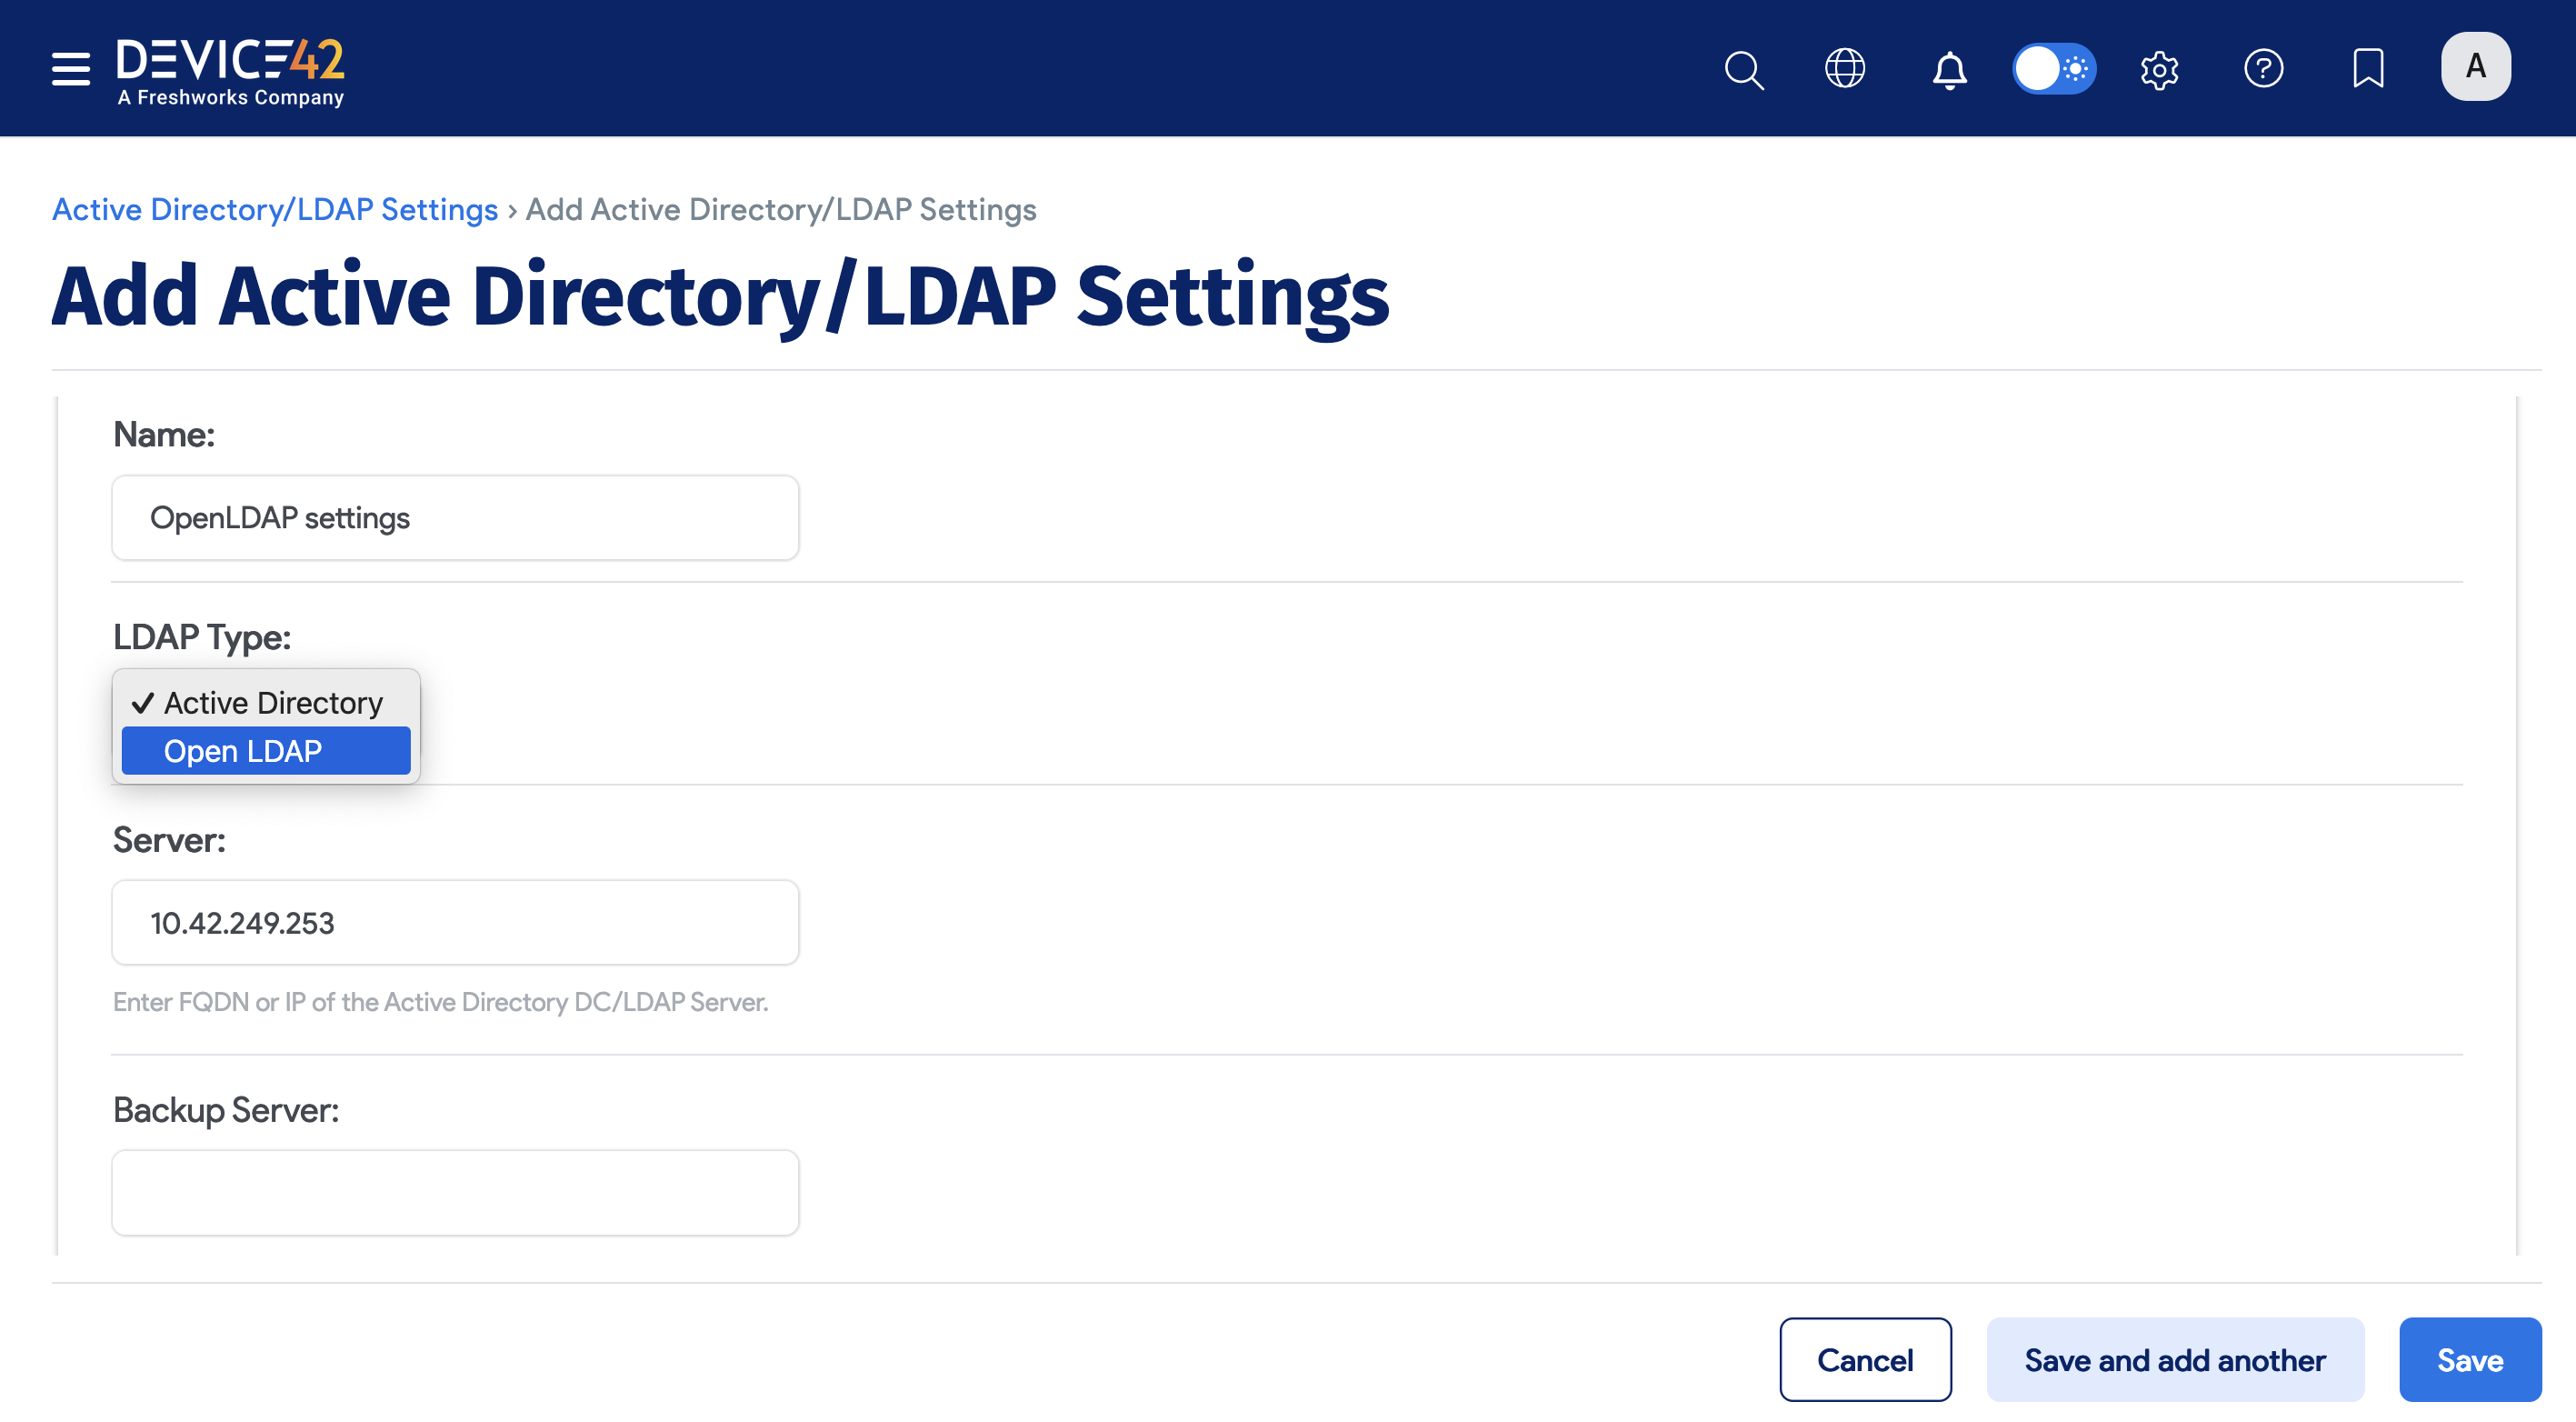 DEVICE42
A Freshworks Company
A
Active Directory/LDAP Settings › Add Active Directory/LDAP Settings
Add Active Directory/LDAP Settings
Name:
OpenLDAP settings
LDAP Type:
✓ Active Directory
Open LDAP
Server:
10.42.249.253
Enter FQDN or IP of the Active Directory DC/LDAP Server.
Backup Server:
Cancel
Save and add another
Save